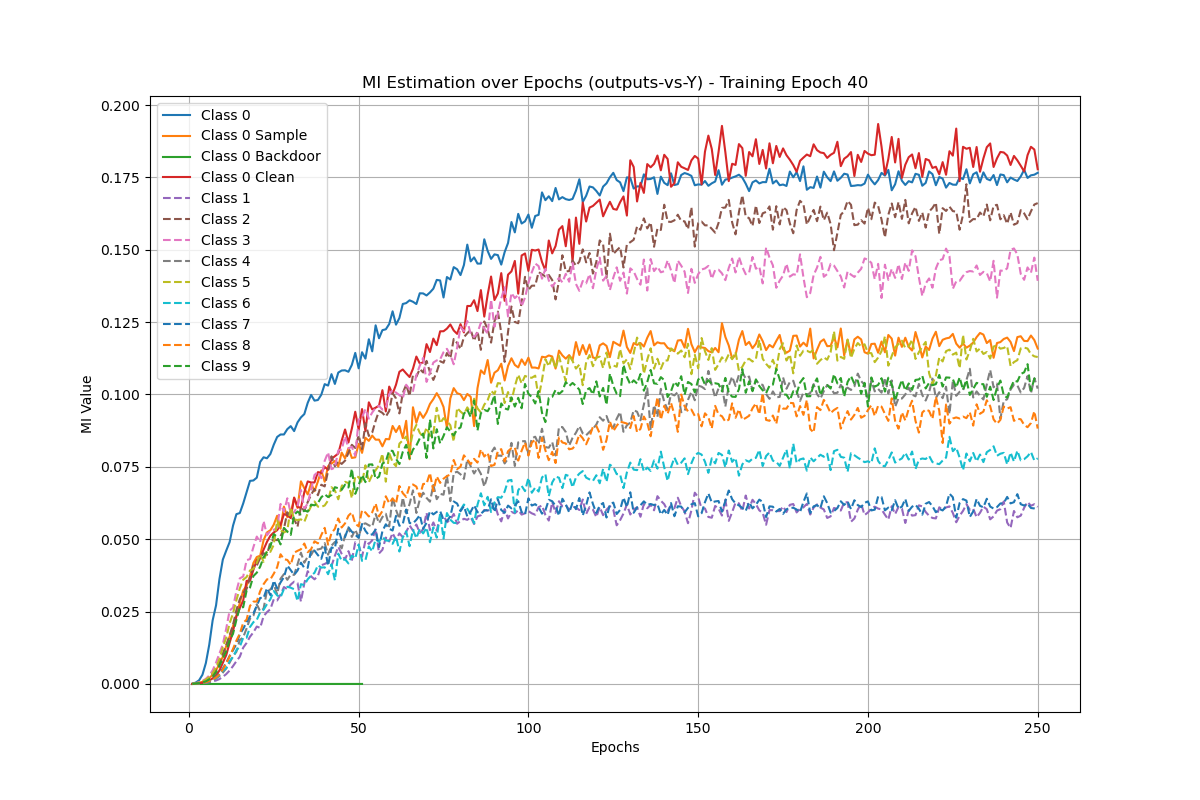 MI Estimation over Epochs (outputs-vs-Y) - Training Epoch 40
0.200
0.175
0.150
0.125
0.100
0.075
0.050
0.025
0.000
MI Value
Class 0
Class 0 Sample
Class 0 Backdoor
Class 0 Clean
Class 1
Class 2
Class 3
Class 4
Class 5
Class 6
Class 7
Class 8
Class 9
0 50 100 150 200 250
Epochs